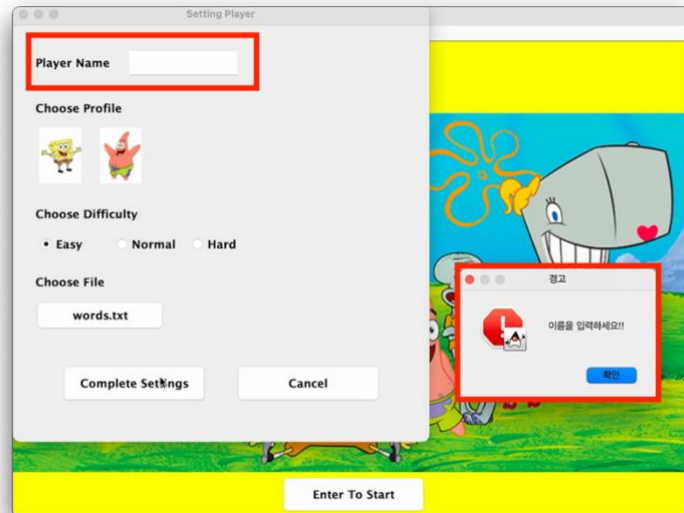 Setting Player
Player Name
Choose Profile
Choose Difficulty
Easy Normal Hard
Choose File
words.txt
Complete Settings Cancel
경고
이름을 입력하세요!!
확인
Enter To Start